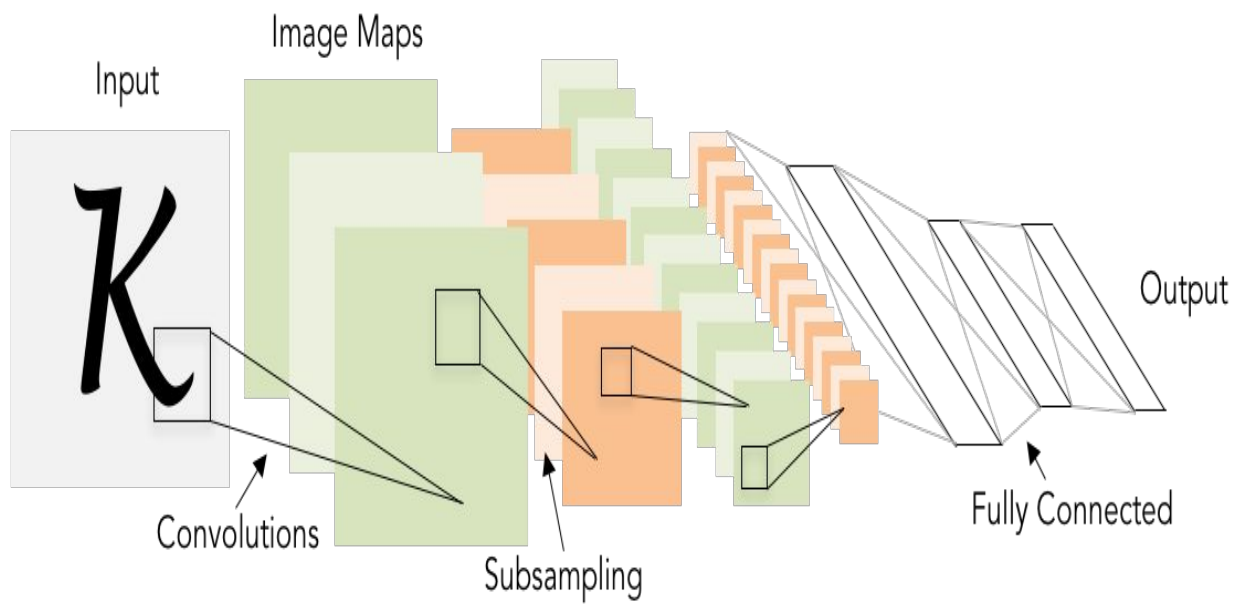 Image Maps
Input
K
Output
Convolutions
Subsampling
Fully Connected